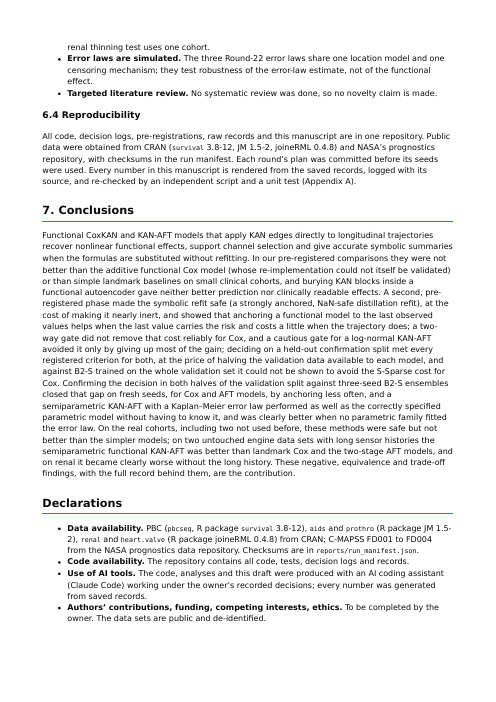 renal thinning test uses one cohort.
• Error laws are simulated. The three Round-22 error laws share one location model and one
censoring mechanism; they test robustness of the error-law estimate, not of the functional
effect.
• Targeted literature review. No systematic review was done, so no novelty claim is made.
6.4 Reproducibility
All code, decision logs, pre-registrations, raw records and this manuscript are in one repository. Public
data were obtained from CRAN (survival 3.8-12, JM 1.5-2, joineRML 0.4.8) and NASA's prognostics
repository, with checksums in the run manifest. Each round's plan was committed before its seeds
were used. Every number in this manuscript is rendered from the saved records, logged with its
source, and re-checked by an independent script and a unit test (Appendix A).
7. Conclusions
Functional CoxKAN and KAN-AFT models that apply KAN edges directly to longitudinal trajectories
recover nonlinear functional effects, support channel selection and give accurate symbolic summaries
when the formulas are substituted without refitting. In our pre-registered comparisons they were not
better than the additive functional Cox model (whose re-implementation could not itself be validated)
or than simple landmark baselines on small clinical cohorts, and burying KAN blocks inside a
functional autoencoder gave neither better prediction nor clinically readable effects. A second, pre-
registered phase made the symbolic refit safe (a strongly anchored, NaN-safe distillation refit), at the
cost of making it nearly inert, and showed that anchoring a functional model to the last observed
values helps when the last value carries the risk and costs a little when the trajectory does; a two-
way gate did not remove that cost reliably for Cox, and a cautious gate for a log-normal KAN-AFT
avoided it only by giving up most of the gain; deciding on a held-out confirmation split met every
registered criterion for both, at the price of halving the validation data available to each model, and
against B2-S trained on the whole validation set it could not be shown to avoid the S-Sparse cost for
Cox. Confirming the decision in both halves of the validation split against three-seed B2-S ensembles
closed that gap on fresh seeds, for Cox and AFT models, by anchoring less often, and a
semiparametric KAN-AFT with a Kaplan–Meier error law performed as well as the correctly specified
parametric model without having to know it, and was clearly better when no parametric family fitted
the error law. On the real cohorts, including two not used before, these methods were safe but not
better than the simpler models; on two untouched engine data sets with long sensor histories the
semiparametric functional KAN-AFT was better than landmark Cox and the two-stage AFT models, and
on renal it became clearly worse without the long history. These negative, equivalence and trade-off
findings, with the full record behind them, are the contribution.
Declarations
• Data availability. PBC (pbcseq, R package survival 3.8-12), aids and prothro (R package JM 1.5-
2), renal and heart.valve (R package joineRML 0.4.8) from CRAN; C-MAPSS FD001 to FD004
from the NASA prognostics data repository. Checksums are in reports/run_manifest.json.
• Code availability. The repository contains all code, tests, decision logs and records.
• Use of AI tools. The code, analyses and this draft were produced with an AI coding assistant
(Claude Code) working under the owner's recorded decisions; every number was generated
from saved records.
• Authors' contributions, funding, competing interests, ethics. To be completed by the
owner. The data sets are public and de-identified.